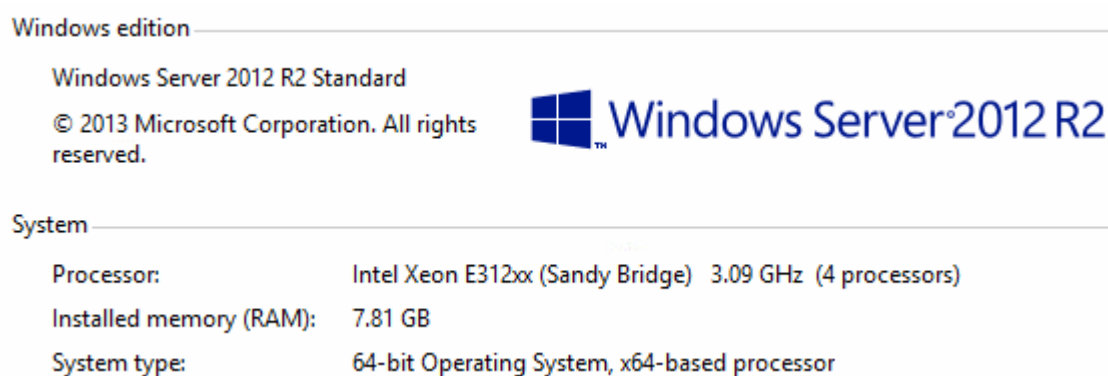 Windows edition
Windows Server 2012 R2 Standard
© 2013 Microsoft Corporation. All rights
reserved.
Windows Server 2012 R2
TM
System
Processor: Intel Xeon E312xx (Sandy Bridge) 3.09 GHz (4 processors)
Installed memory (RAM): 7.81 GB
System type: 64-bit Operating System, x64-based processor